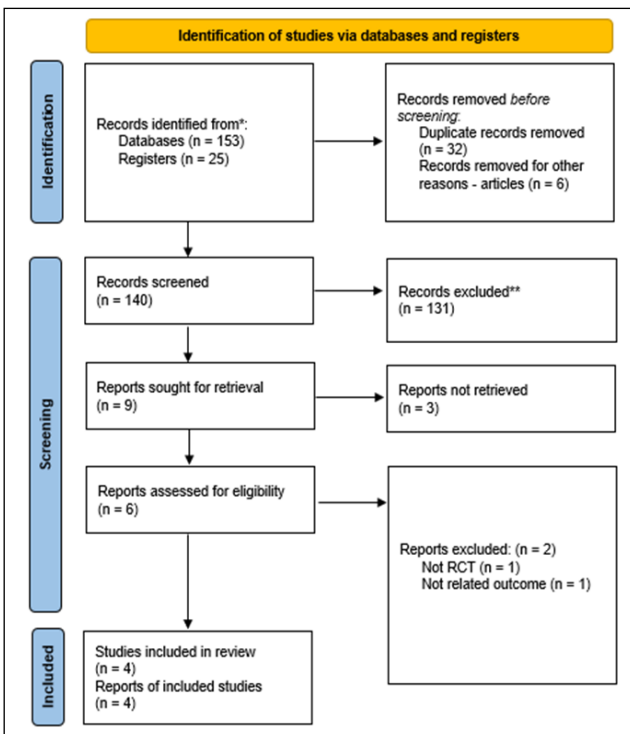 Identification of studies via databases and registers
Identification
Records identified from*:
Databases (n = 153)
Registers (n = 25)
Records removed before
screening:
Duplicate records removed
(n = 32)
Records removed for other
reasons - articles (n = 6)
Screening
Records screened
(n = 140)
Records excluded**
(n = 131)
Reports sought for retrieval
(n = 9)
Reports not retrieved
(n = 3)
Reports assessed for eligibility
(n = 6)
Reports excluded: (n = 2)
Not RCT (n = 1)
Not related outcome (n = 1)
Included
Studies included in review
(n = 4)
Reports of included studies
(n = 4)